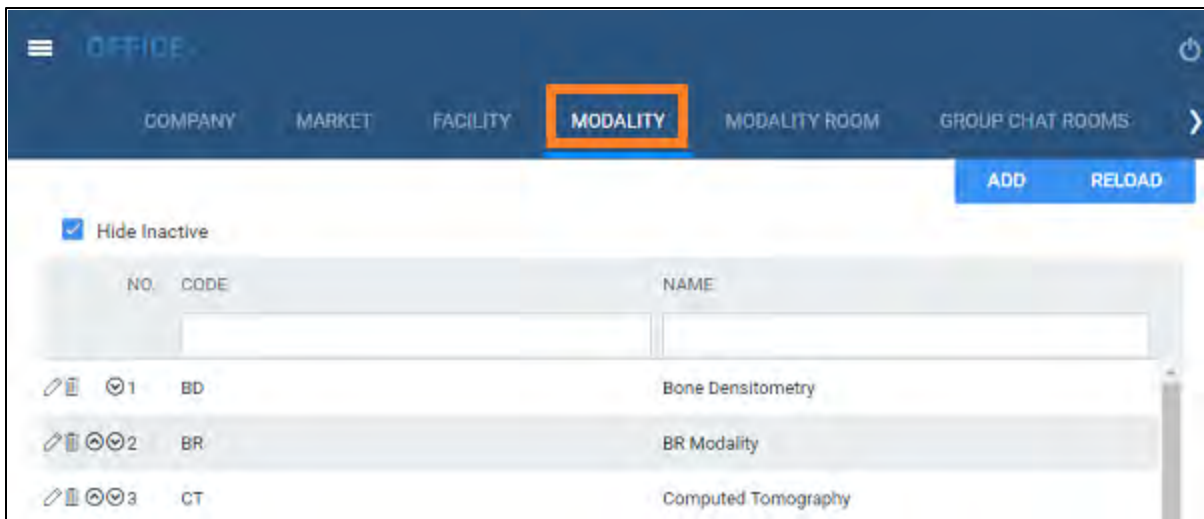 OFFICE
COMPANY MARKET FACILITY MODALITY MODALITY ROOM GROUP CHAT ROOMS
ADD RELOAD
Hide Inactive
NO. CODE NAME
1 BD Bone Densitometry
2 BR BR Modality
3 CT Computed Tomography